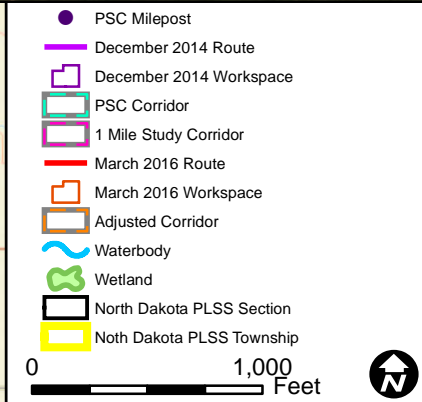 PSC Milepost
December 2014 Route
December 2014 Workspace
PSC Corridor
1 Mile Study Corridor
March 2016 Route
March 2016 Workspace
Adjusted Corridor
Waterbody
Wetland
North Dakota PLSS Section
Noth Dakota PLSS Township
0 1,000
Feet
N